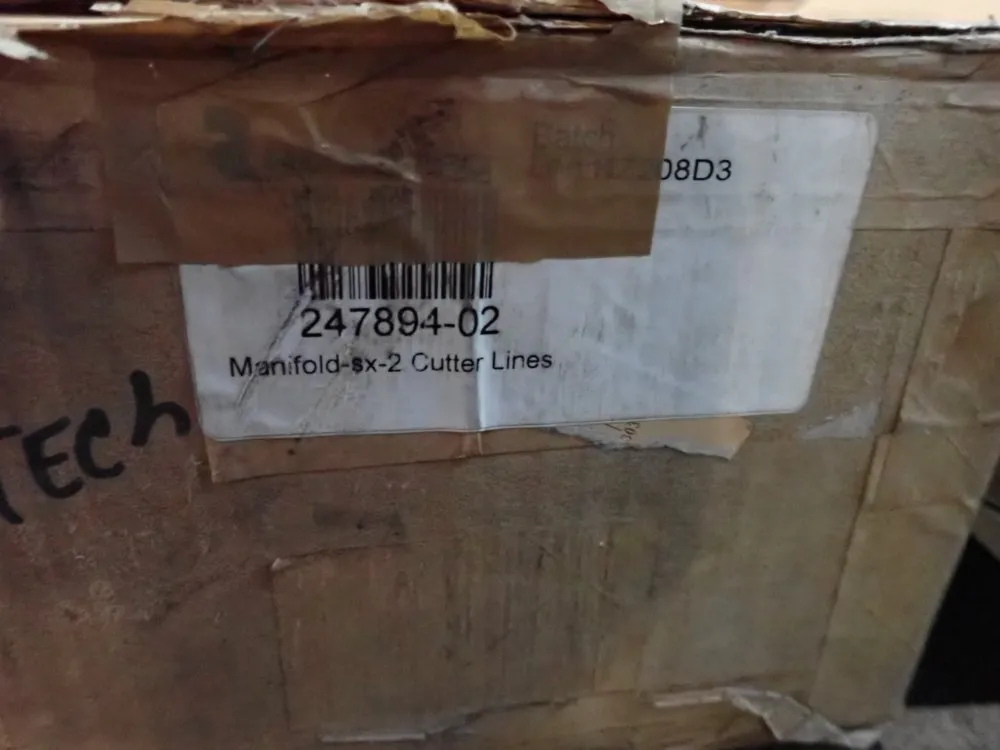 Batch
08D3
247894-02
Manifold-sx-2 Cutter Lines
TECh